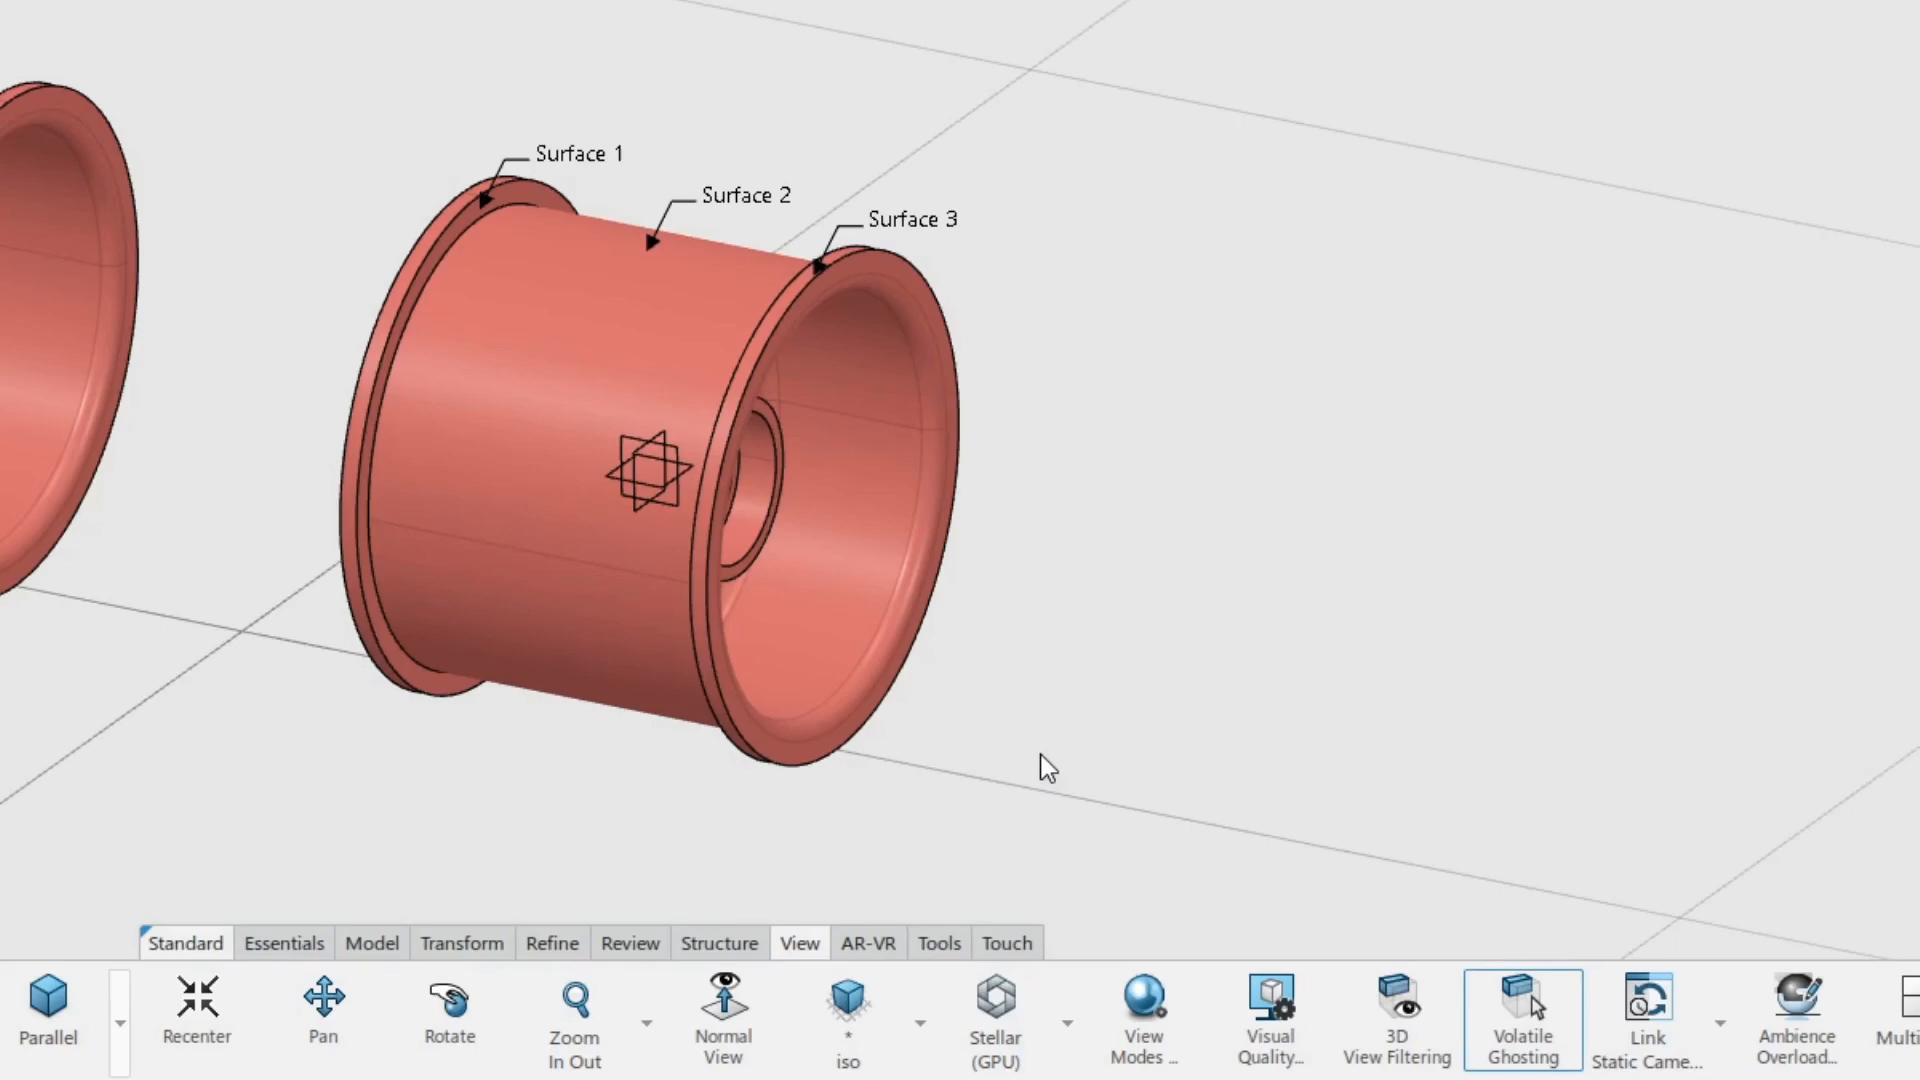 Surface 1
Surface 2
Surface 3
Standard
Essentials
Model
Transform
Refine
Review
Structure
View
AR-VR
Tools
Touch
Parallel
Recenter
Pan
Rotate
Zoom
In Out
Normal
View
*
iso
Stellar
(GPU)
View
Modes ...
Visual
Quality...
3D
View Filtering
Volatile
Ghosting
Link
Static Came...
Ambience
Overload...
Multi